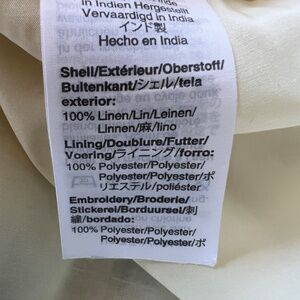 in Indien Hergestellt
Vervaardigd in India
インド製
Hecho en India
Shell/Extérieur/Oberstoff/
Buitenkant/シェル/tela
exterior:
100% Linen/Lin/Leinen/
Linnen/麻/lino
Lining/Doublure/Futter/
Voering/ライニング/forro:
100% Polyester/Polyester/
Polyester/Polyester/ポ
リエステル/poliéster
Embroidery/Broderie/
Stickerei/Borduursel/刺
繍/bordado:
100% Polyester/Polyester/
Polyester/Polyester/ポ